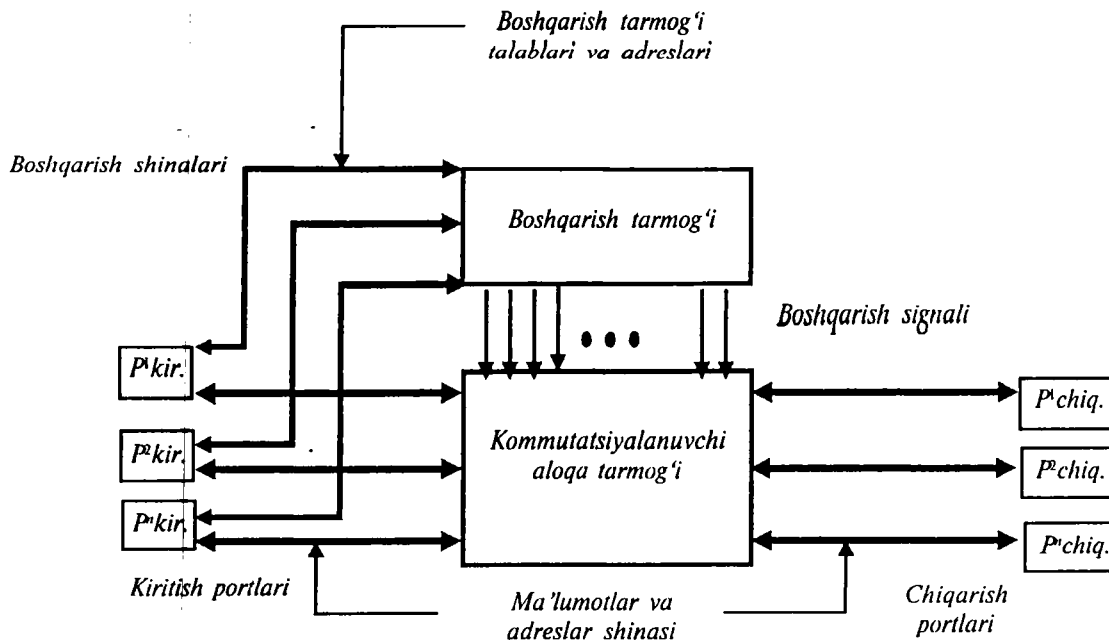 Boshqarish tarmog‘i
talablari va adreslari
Boshqarish shinalari
Boshqarish tarmog‘i
Boshqarish signali
P¹kir.
P¹chiq.
Kommutatsiyalanuvchi
aloqa tarmog‘i
P²kir.
P²chiq.
Pⁿkir.
Pⁿchiq.
Kiritish portlari
Ma’lumotlar va
adreslar shinasi
Chiqarish
portlari